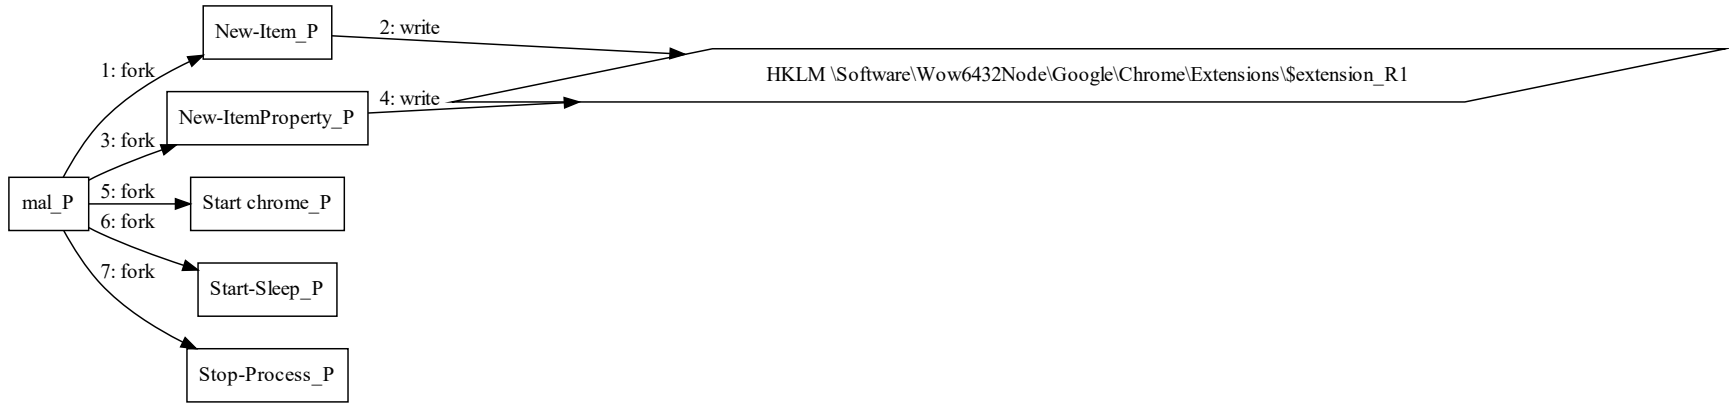 New-Item_P
2: write
1: fork
HKLM \Software\Wow6432Node\Google\Chrome\Extensions\$extension_R1
4: write
New-ItemProperty_P
3: fork
mal_P
5: fork
Start chrome_P
6: fork
7: fork
Start-Sleep_P
Stop-Process_P